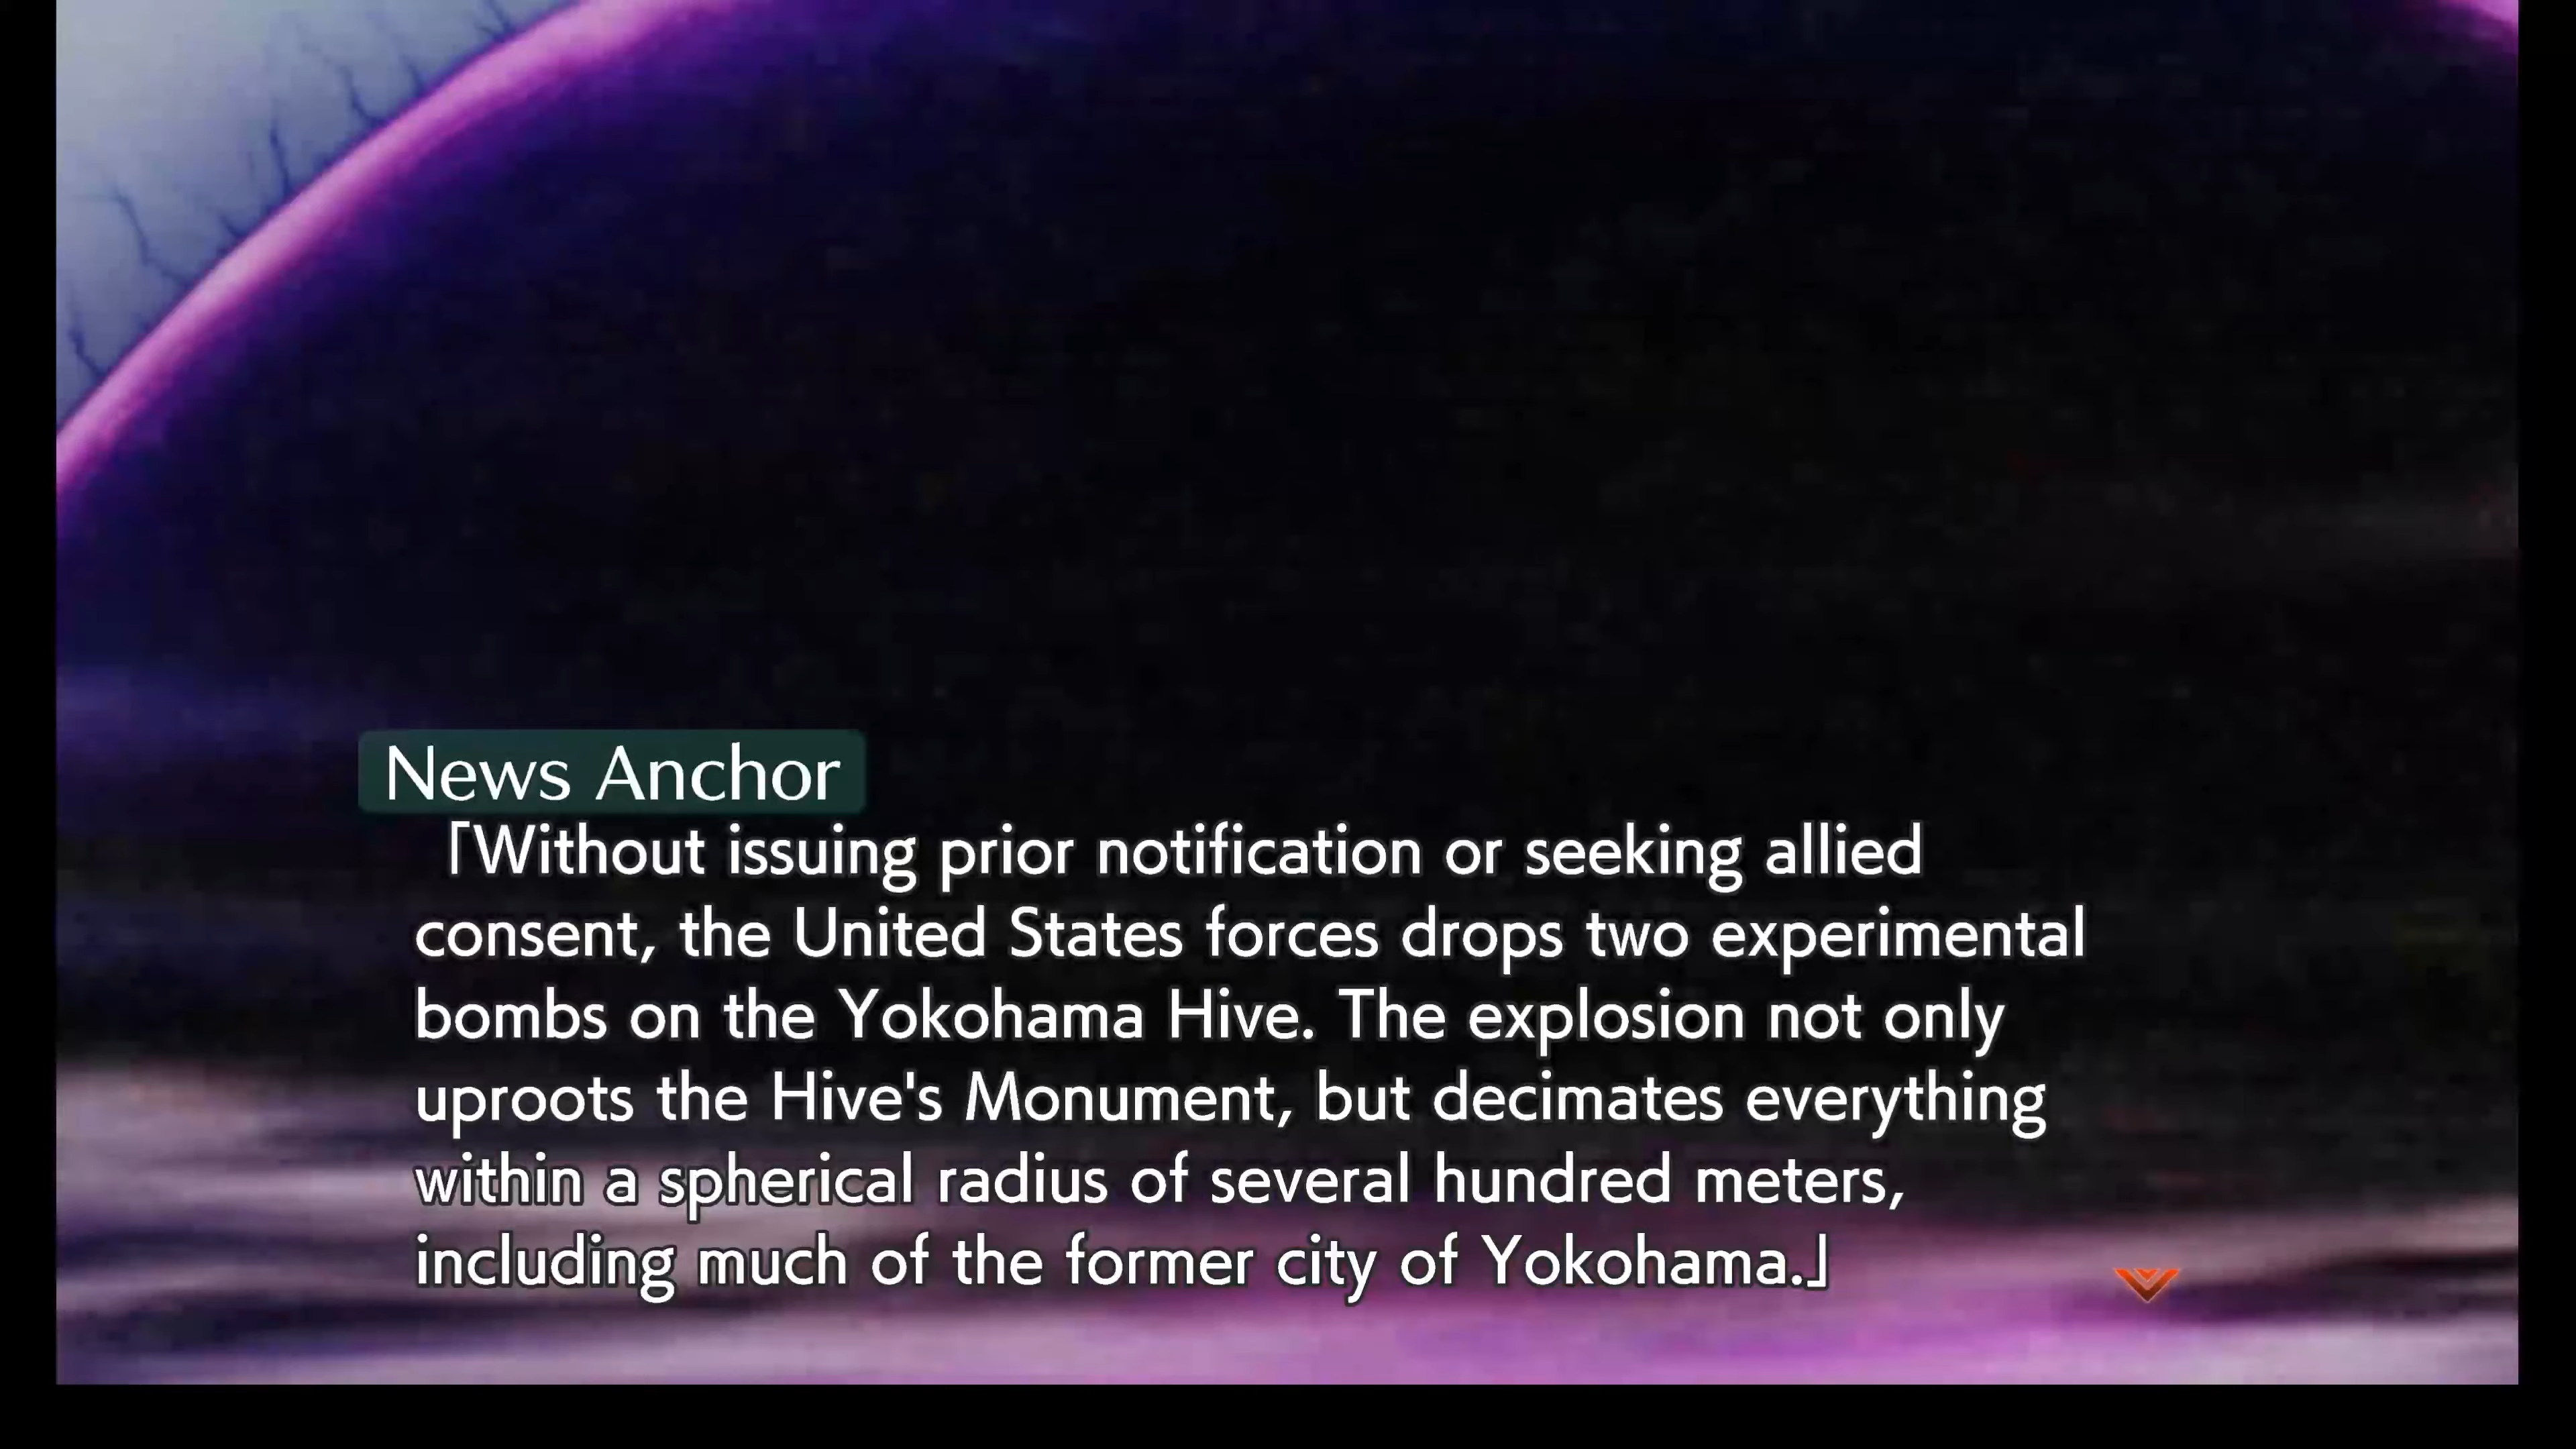 News Anchor
「Without issuing prior notification or seeking allied
consent, the United States forces drops two experimental
bombs on the Yokohama Hive. The explosion not only
uproots the Hive's Monument, but decimates everything
within a spherical radius of several hundred meters,
including much of the former city of Yokohama.」